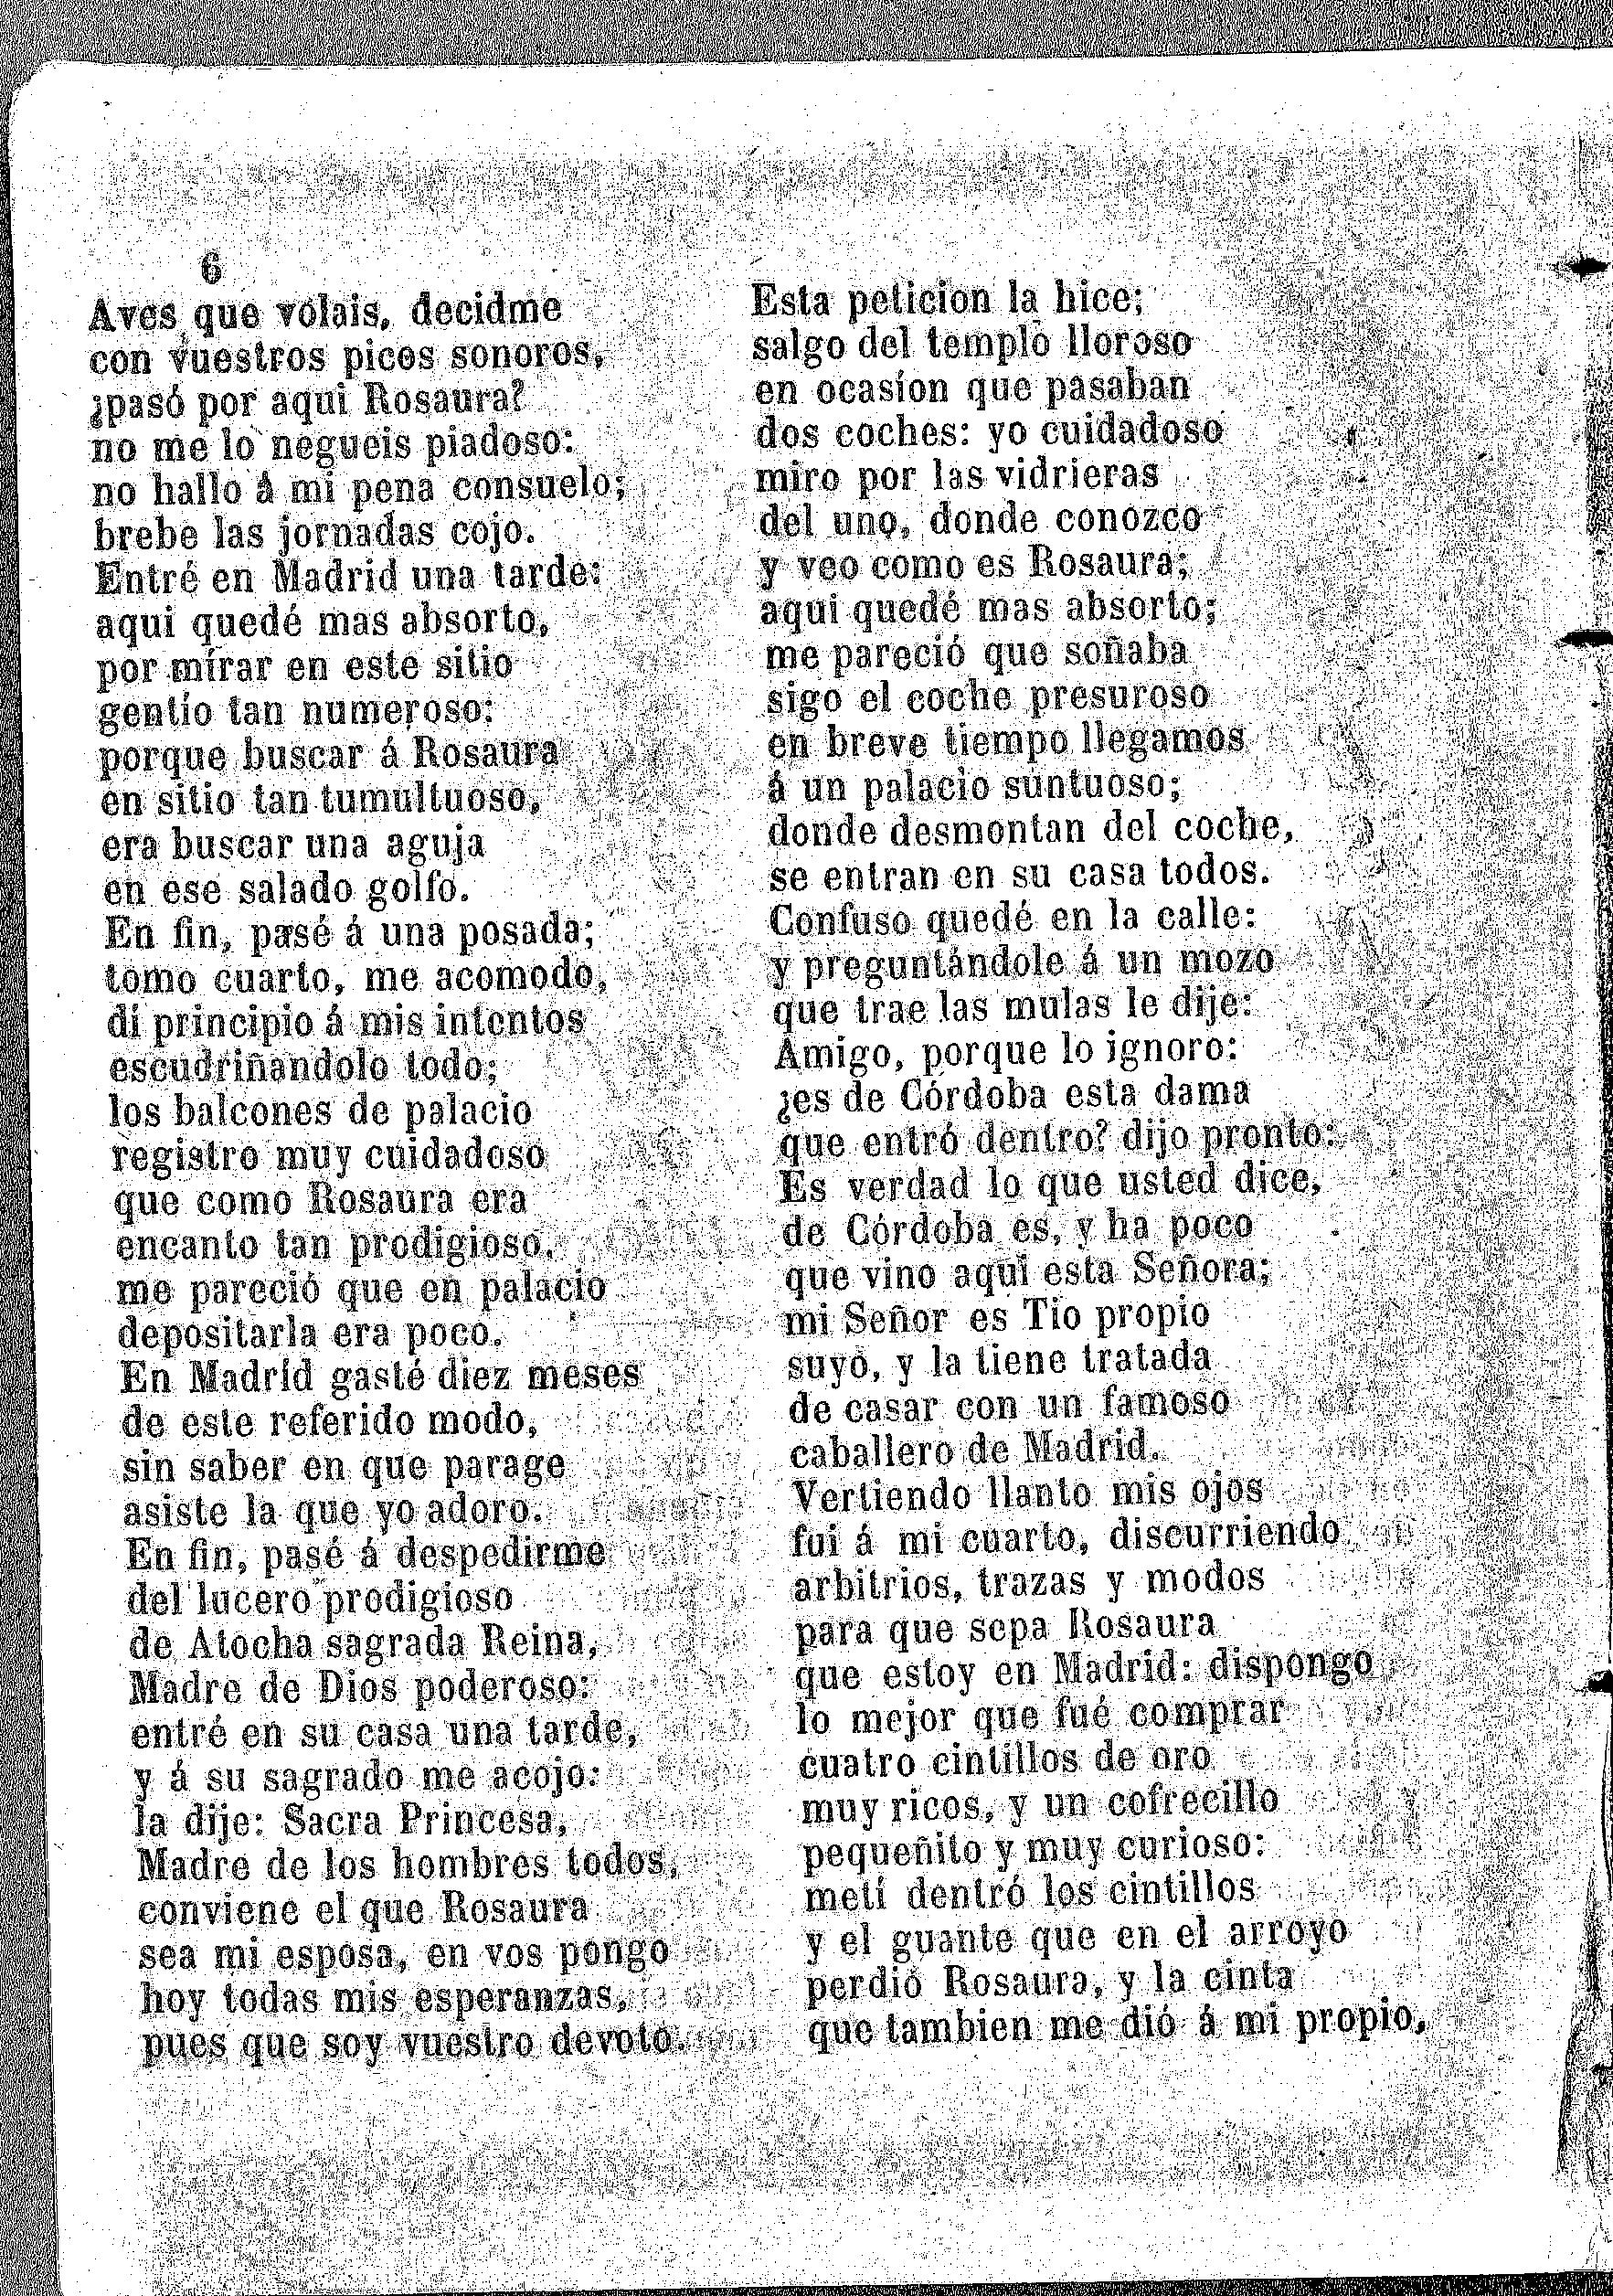 6
Aves que volais, decidme
con vuestros picos sonoros,
¿pasó por aqui Rosaura?
no me lo negueis piadoso:
no hallo á mi pena consuelo;
brebe las jornadas cojo.
Entré en Madrid una tarde:
aqui quedé mas absorto,
por mirar en este sitio
gentío tan numeroso:
porque buscar á Rosaura
en sitio tan tumultuoso,
era buscar una aguja
en ese salado golfo.
En fin, pasé á una posada;
tomo cuarto, me acomodo,
dí principio á mis intentos
escudriñandolo todo;
los balcones de palacio
registro muy cuidadoso
que como Rosaura era
encanto tan prodigioso,
me pareció que en palacio
depositarla era poco.
En Madrid gasté diez meses
de este referido modo,
sin saber en que parage
asiste la que yo adoro.
En fin, pasé á despedirme
del lucero prodigioso
de Atocha sagrada Reina,
Madre de Dios poderoso:
entré en su casa una tarde,
y á su sagrado me acojo:
la dije: Sacra Princesa,
Madre de los hombres todos,
conviene el que Rosaura
sea mi esposa, en vos pongo
hoy todas mis esperanzas,
pues que soy vuestro devoto.
Esta peticion la hice;
salgo del templo lloroso
en ocasíon que pasaban
dos coches: yo cuidadoso
miro por las vidrieras
del uno, donde conozco
y veo como es Rosaura;
aqui quedé mas absorto;
me pareció que soñaba
sigo el coche presuroso
en breve tiempo llegamos
á un palacio suntuoso;
donde desmontan del coche,
se entran en su casa todos.
Confuso quedé en la calle:
y preguntándole á un mozo
que trae las mulas le dije:
Amigo, porque lo ignoro:
¿es de Córdoba esta dama
que entró dentro? dijo pronto:
Es verdad lo que usted dice,
de Córdoba es, y ha poco
que vino aqui esta Señora;
mi Señor es Tio propio
suyo, y la tiene tratada
de casar con un famoso
caballero de Madrid.
Vertiendo llanto mis ojos
fui á mi cuarto, discurriendo
arbitrios, trazas y modos
para que sepa Rosaura
que estoy en Madrid: dispongo
lo mejor que fué comprar
cuatro cintillos de oro
muy ricos, y un cofrecillo
pequeñito y muy curioso:
metí dentró los cintillos
y el guante que en el arroyo
perdió Rosaura, y la cinta
que tambien me dió á mi propio,